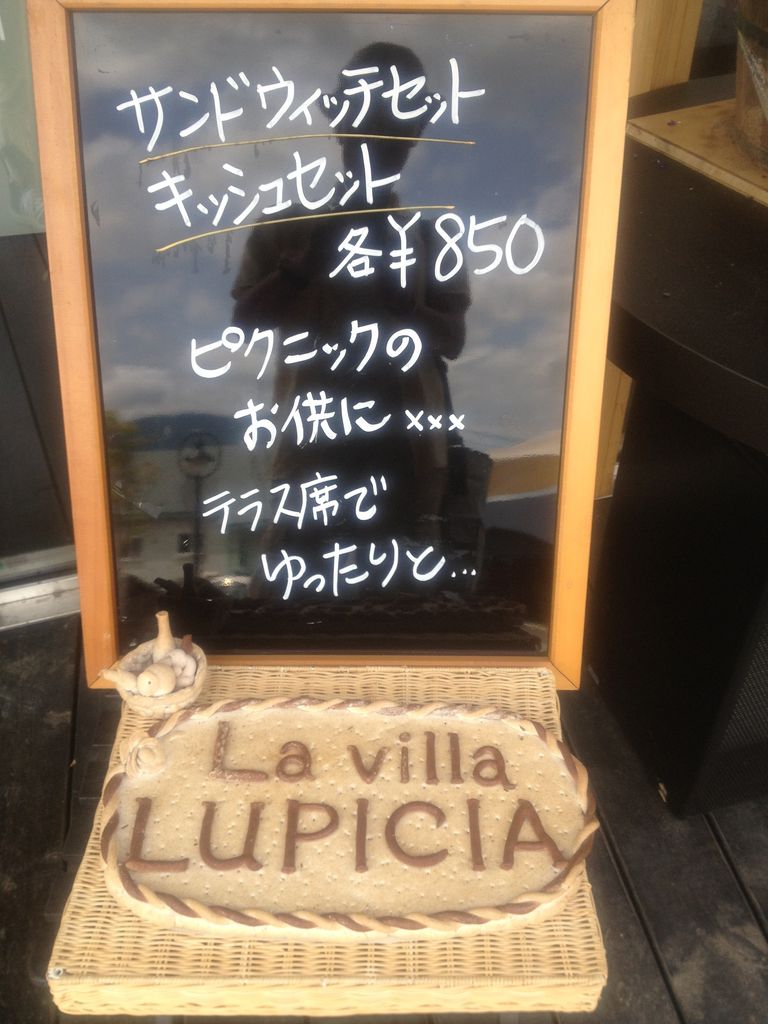 サンドウィッチセット
キッシュセット
各¥850
ピクニックの
お供に×××
テラス席で
ゆったりと...
La villa
LUPICIA